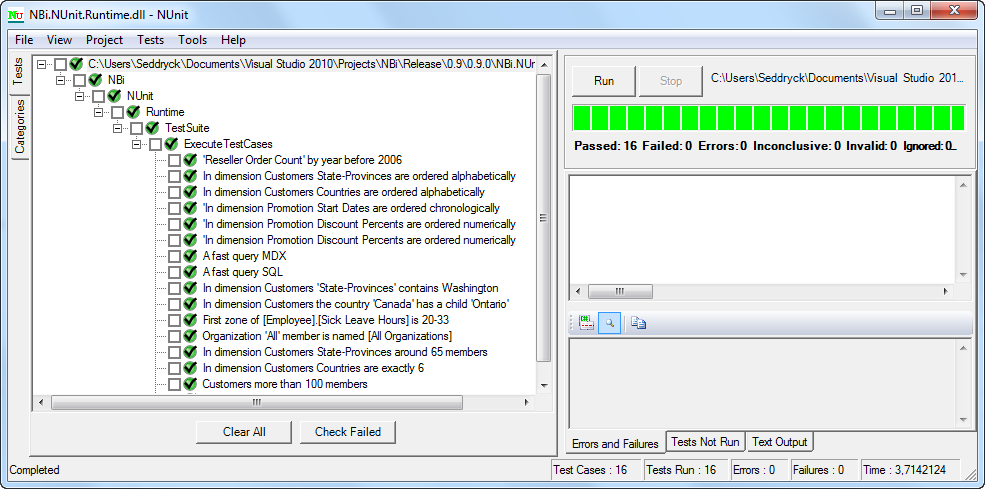 NBi.NUnit.Runtime.dll - NUnit
File View Project Tests Tools Help
Tests
Categories
C:\Users\Seddryck\Documents\Visual Studio 2010\Projects\NBi\Release\0.9\0.9.0\NBi.NUr
NBi
NUnit
Runtime
TestSuite
ExecuteTestCases
'Reseller Order Count' by year before 2006
In dimension Customers State-Provinces are ordered alphabetically
In dimension Customers Countries are ordered alphabetically
'In dimension Promotion Start Dates are ordered chronologically
'In dimension Promotion Discount Percents are ordered numerically
'In dimension Promotion Discount Percents are ordered numerically
A fast query MDX
A fast query SQL
In dimension Customers 'State-Provinces' contains Washington
In dimension Customers the country 'Canada' has a child 'Ontario'
First zone of [Employee].[Sick Leave Hours] is 20-33
Organization 'All' member is named [All Organizations]
In dimension Customers State-Provinces around 65 members
In dimension Customers Countries are exactly 6
Customers more than 100 members
Clear All Check Failed
Run Stop C:\Users\Seddryck\Documents\Visual Studio 201...
Passed: 16 Failed: 0 Errors: 0 Inconclusive: 0 Invalid: 0 Ignored: 0...
Errors and Failures Tests Not Run Text Output
Completed Test Cases : 16 Tests Run : 16 Errors : 0 Failures : 0 Time : 3,7142124